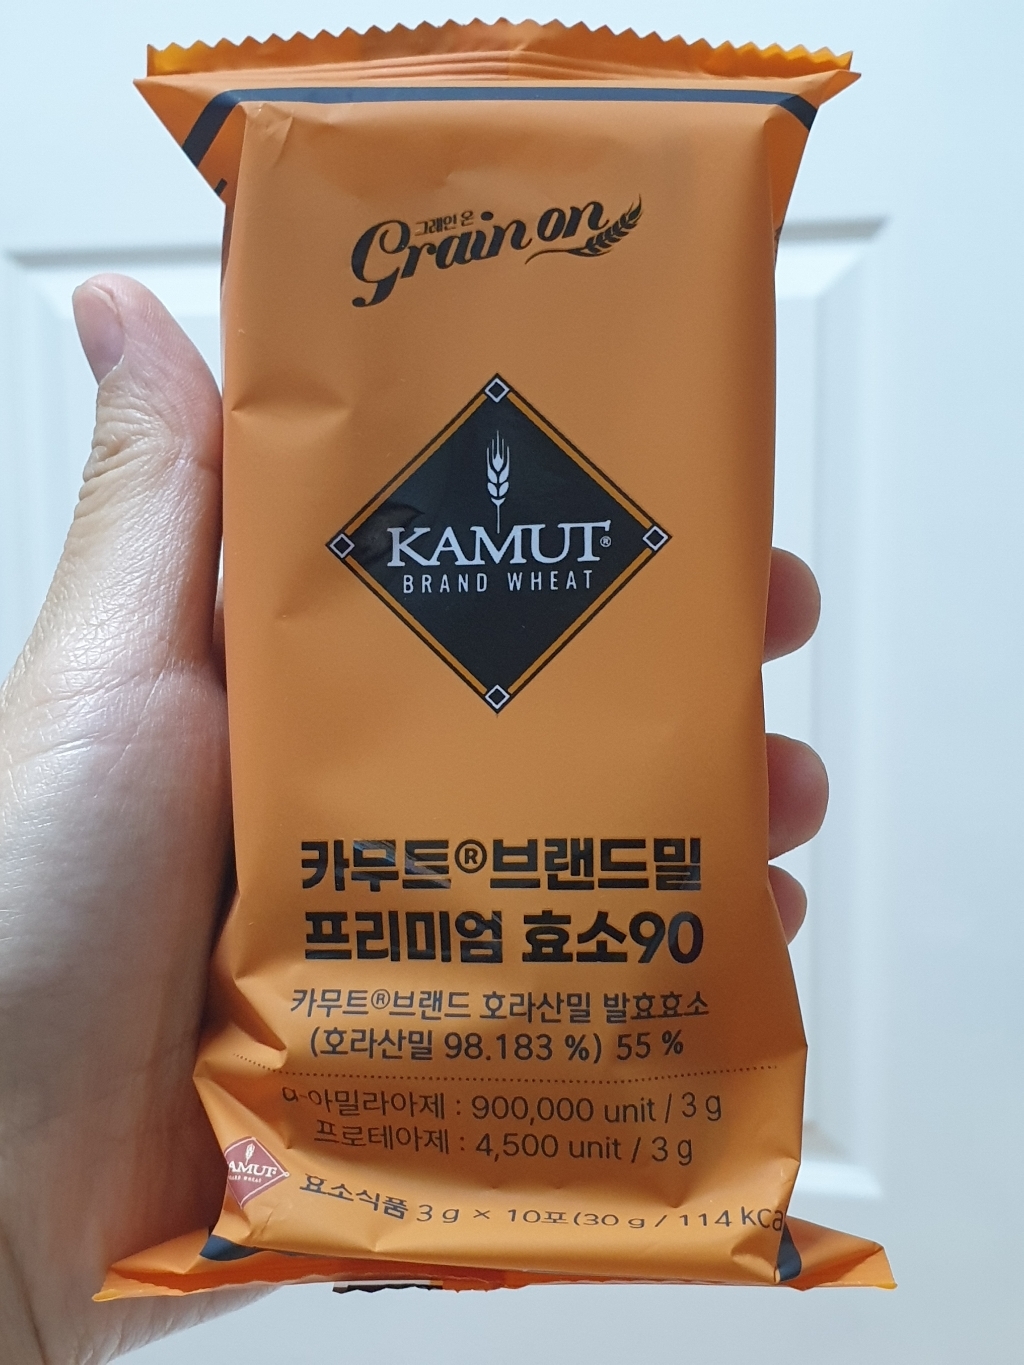 그레인온
Grain on
KAMUT®
BRAND WHEAT
카무트®브랜드밀
프리미엄 효소90
카무트®브랜드 호라산밀 발효효소
(호라산밀 98.183 %) 55 %
α-아밀라아제 : 900,000 unit / 3 g
프로테아제 : 4,500 unit / 3 g
효소식품 3 g × 10포(30 g / 114 kca